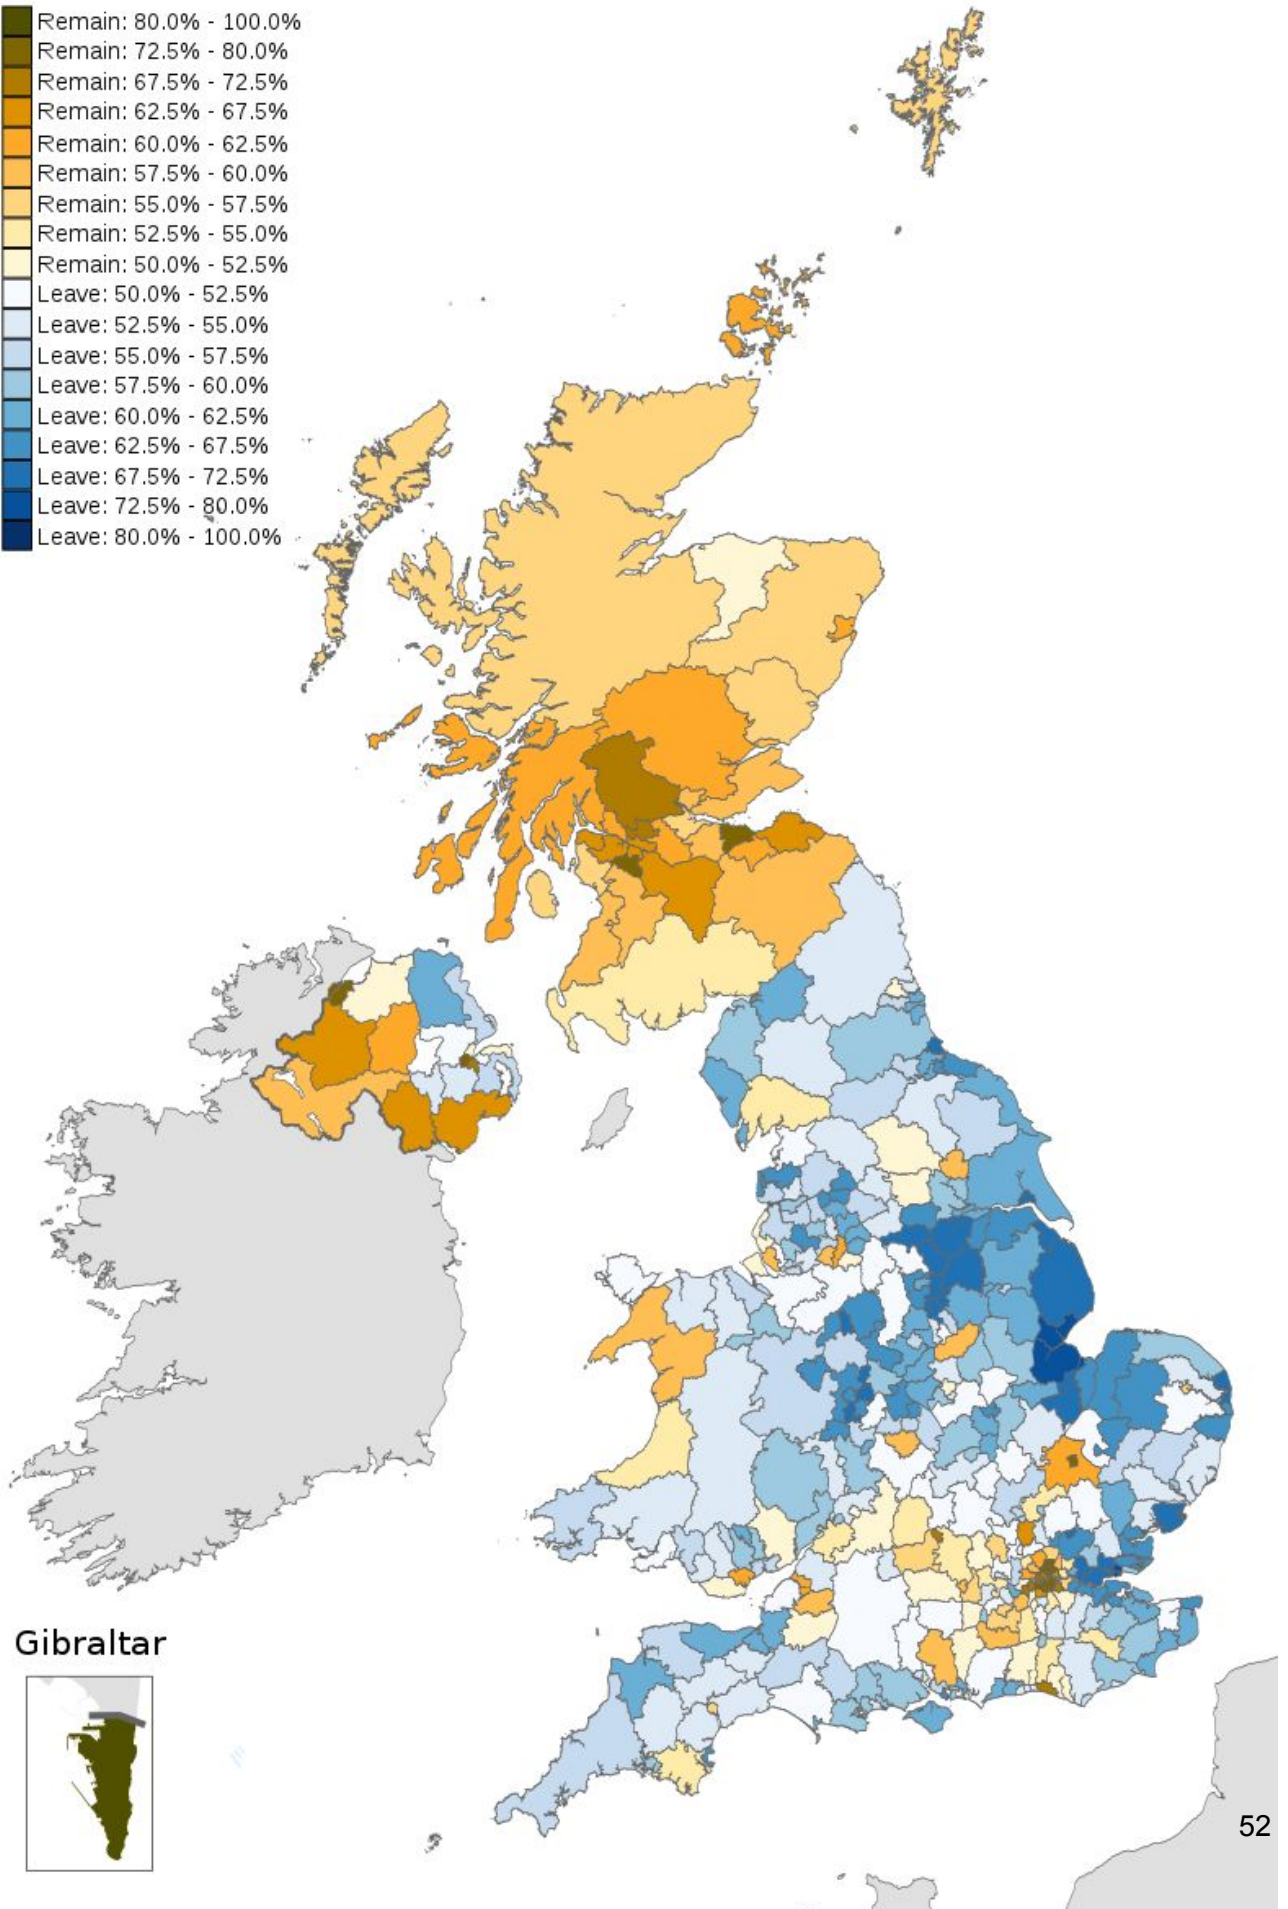 Remain: 80.0% - 100.0%
Remain: 72.5% - 80.0%
Remain: 67.5% - 72.5%
Remain: 62.5% - 67.5%
Remain: 60.0% - 62.5%
Remain: 57.5% - 60.0%
Remain: 55.0% - 57.5%
Remain: 52.5% - 55.0%
Remain: 50.0% - 52.5%
Leave: 50.0% - 52.5%
Leave: 52.5% - 55.0%
Leave: 55.0% - 57.5%
Leave: 57.5% - 60.0%
Leave: 60.0% - 62.5%
Leave: 62.5% - 67.5%
Leave: 67.5% - 72.5%
Leave: 72.5% - 80.0%
Leave: 80.0% - 100.0%
Gibraltar
52